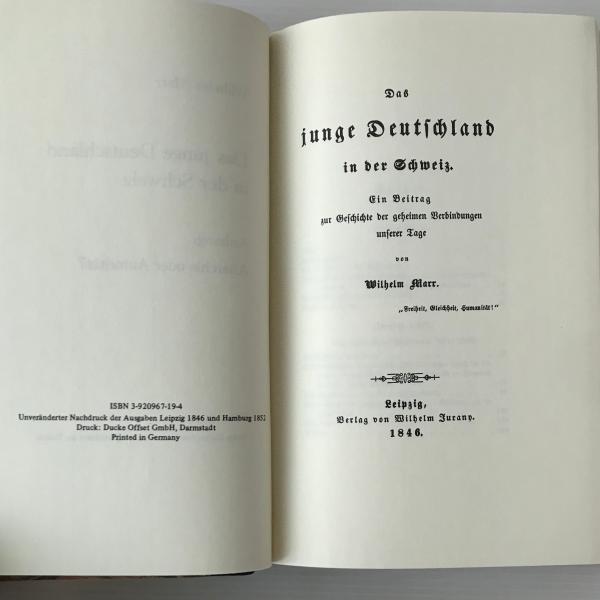 ISBN 3-920967-19-4
Unveränderter Nachdruck der Ausgaben Leipzig 1846 und Hamburg 1852
Druck: Ducke Offset GmbH, Darmstadt
Printed in Germany
Das
junge Deutschland
in der Schweiz.
Ein Beitrag
zur Geschichte der geheimen Verbindungen
unserer Tage
von
Wilhelm Marr.
„Freiheit, Gleichheit, Humanität!“
Leipzig,
Verlag von Wilhelm Jurany.
1846.